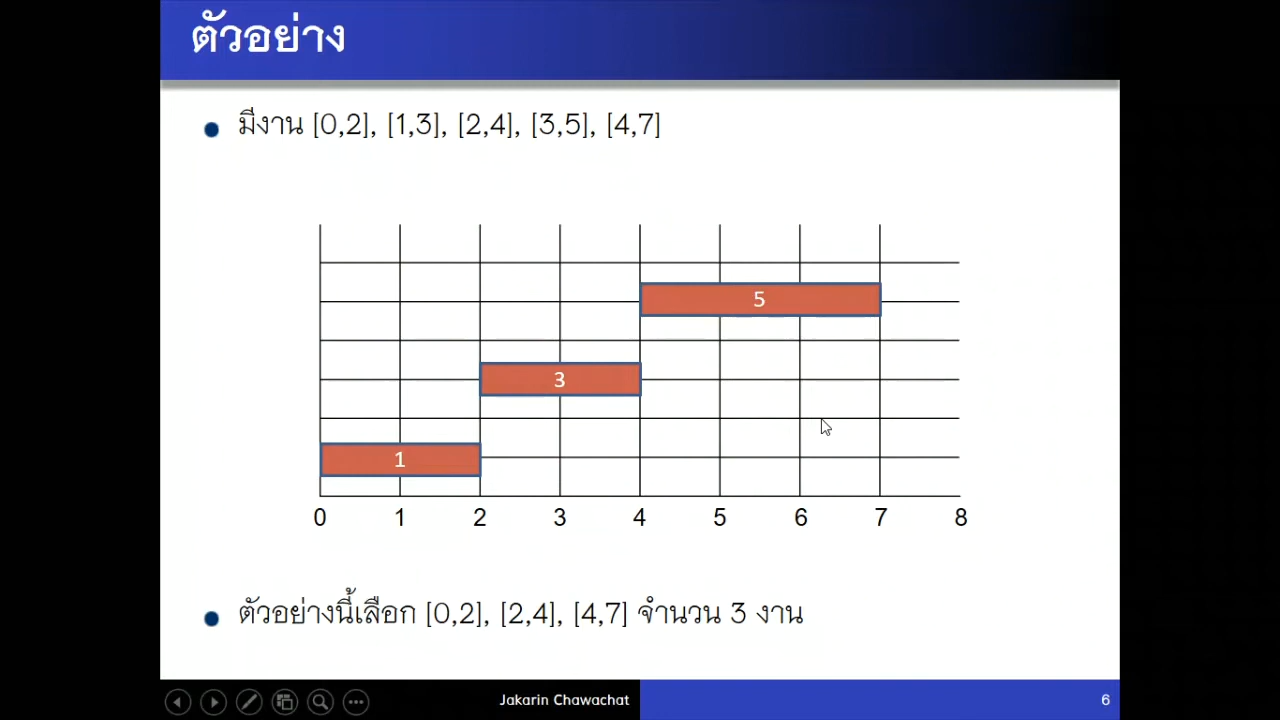 ตัวอย่าง
มีงาน [0,2], [1,3], [2,4], [3,5], [4,7]
5
3
1
0 1 2 3 4 5 6 7 8
ตัวอย่างนี้เลือก [0,2], [2,4], [4,7] จำนวน 3 งาน
Jakarin Chawachat 6